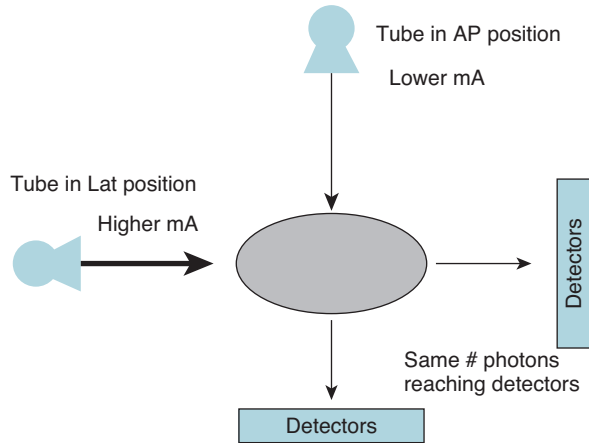 Tube in AP position
Lower mA
Tube in Lat position
Higher mA
Detectors
Same # photons
reaching detectors
Detectors